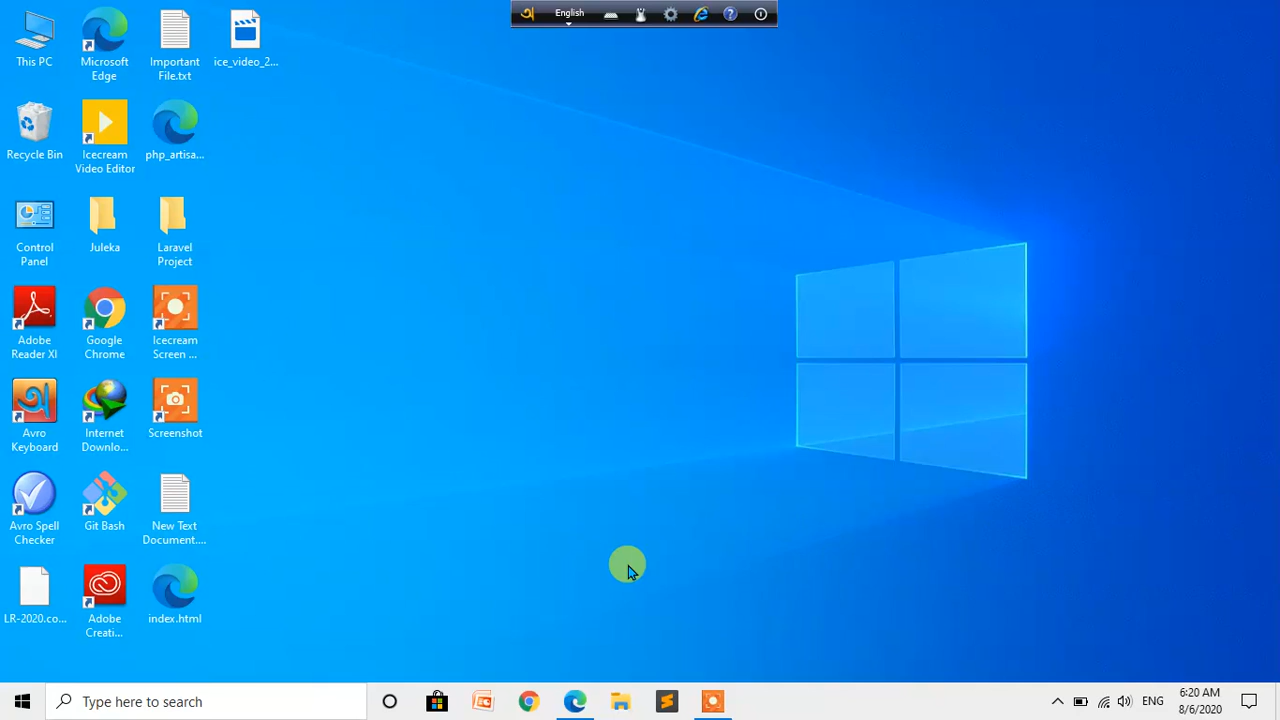 English
This PC
Microsoft
Edge
Important
File.txt
ice_video_2...
Recycle Bin
Icecream
Video Editor
php_artisa...
Control
Panel
Juleka
Laravel
Project
Adobe
Reader XI
Google
Chrome
Icecream
Screen ...
Avro
Keyboard
Internet
Downlo...
Screenshot
Avro Spell
Checker
Git Bash
New Text
Document....
LR-2020.co...
Adobe
Creati...
index.html
Type here to search
ENG
6:20 AM
8/6/2020